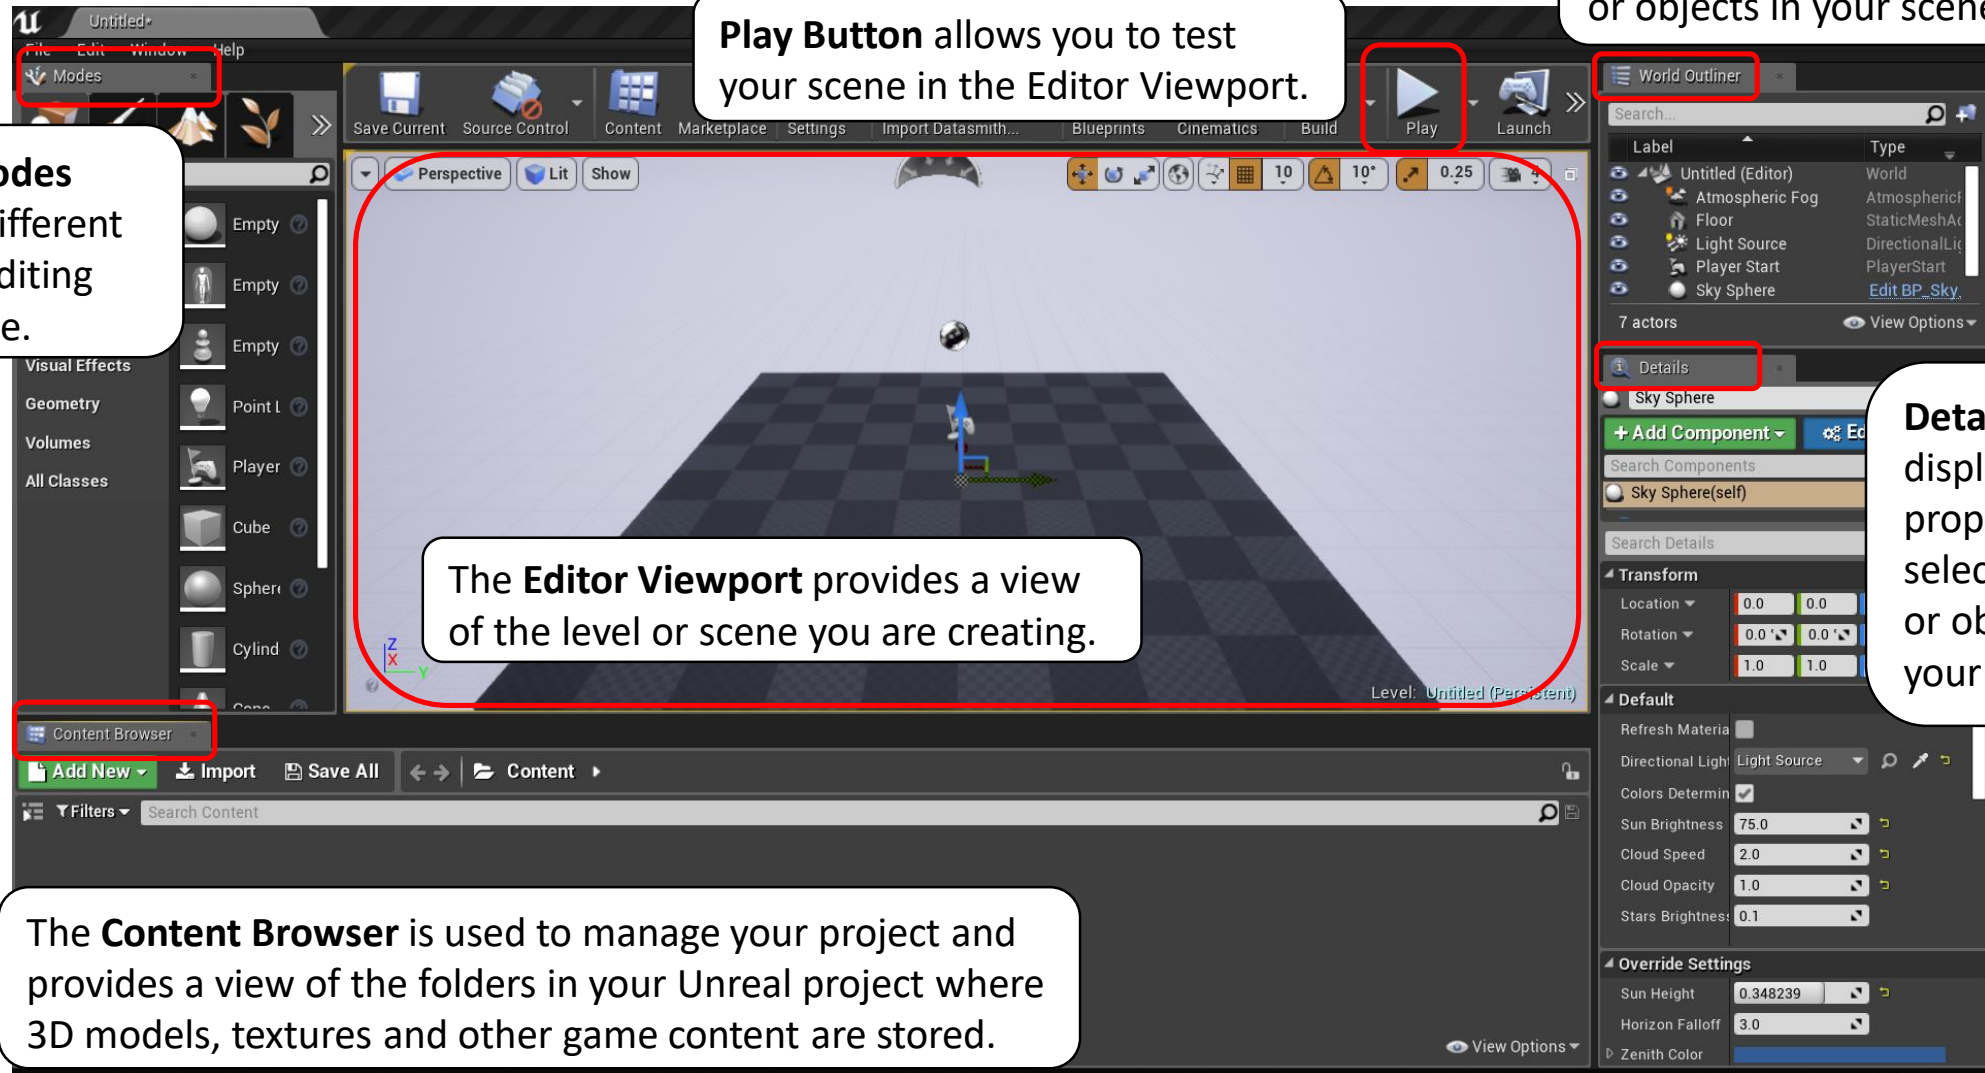 Untitled*
File Edit Window Help
Play Button allows you to test
your scene in the Editor Viewport.
or objects in your scene
Modes
World Outliner
Save Current Source Control Content Marketplace Settings Import Datasmith... Blueprints Cinematics Build Play Launch
Search...
Label Type
Untitled (Editor) World
Atmospheric Fog
Floor
Light Source
Player Start PlayerStart
Sky Sphere Edit BP_Sky
7 actors View Options
Perspective Lit Show 10 10° 0.25 4
different
editing
e.
Empty
Empty
Empty
Point L
Player
Cube
Spher
Cylind
Cone
Visual Effects
Geometry
Volumes
All Classes
The Editor Viewport provides a view
of the level or scene you are creating.
Z
X
Y
Level: Untitled (Persistent)
Details
Sky Sphere
+ Add Component Ed
Search Components
Sky Sphere(self)
Search Details
Deta
displ
prop
selec
or ob
your
Transform
Location 0.0 0.0
Rotation 0.0 ° 0.0 °
Scale 1.0 1.0
Default
Refresh Materia
Directional Ligh Light Source
Colors Determin
Sun Brightness 75.0
Cloud Speed 2.0
Cloud Opacity 1.0
Stars Brightness 0.1
Override Settings
Sun Height 0.348239
Horizon Falloff 3.0
Zenith Color
Content Browser
Add New Import Save All Content
Filters Search Content
The Content Browser is used to manage your project and
provides a view of the folders in your Unreal project where
3D models, textures and other game content are stored.
View Options